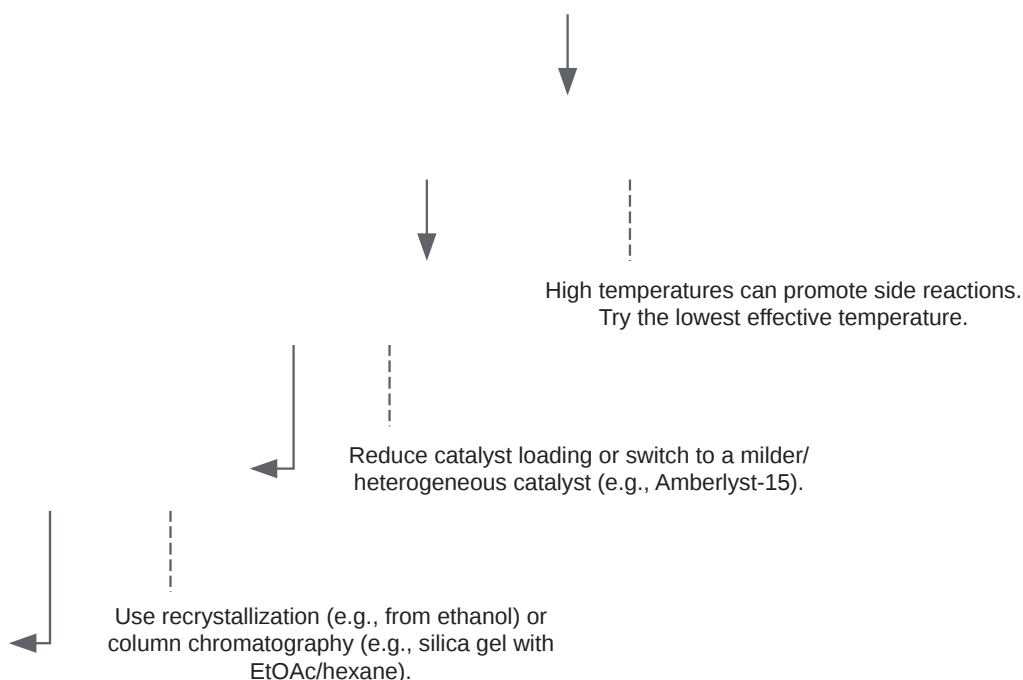 High temperatures can promote side reactions.
Try the lowest effective temperature.
Reduce catalyst loading or switch to a milder/
heterogeneous catalyst (e.g., Amberlyst-15).
Use recrystallization (e.g., from ethanol) or
column chromatography (e.g., silica gel with
EtOAc/hexane).